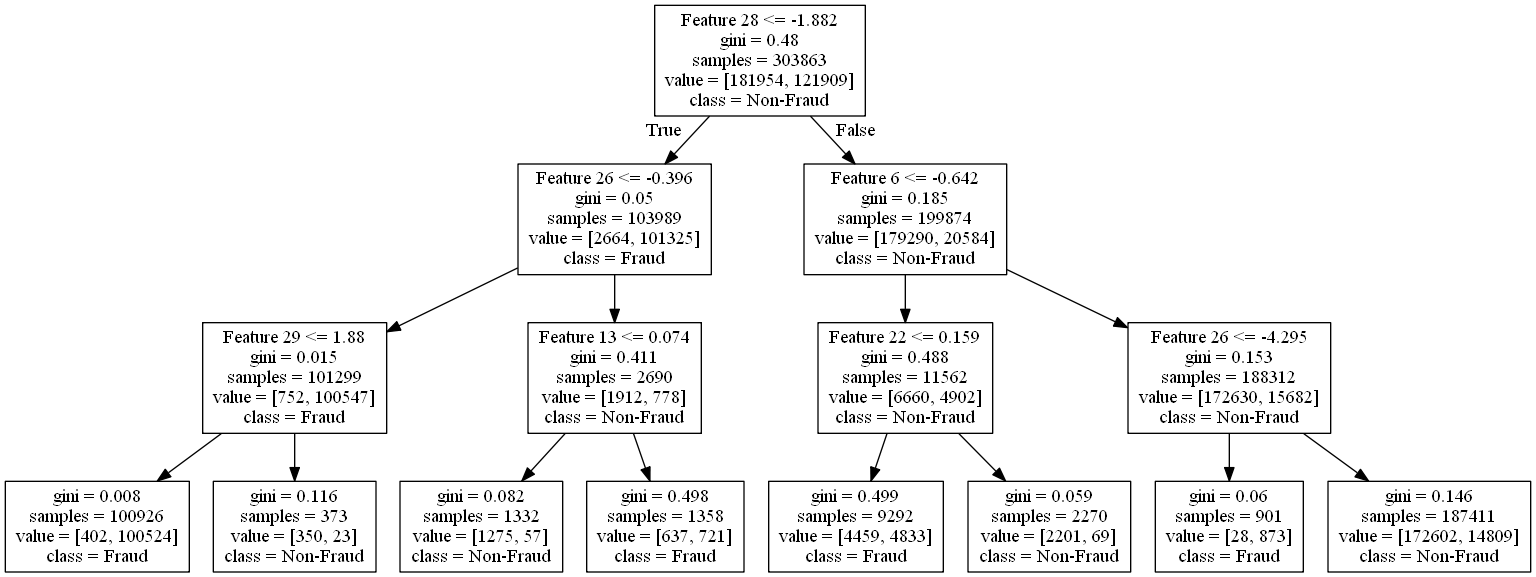 Feature 28 <= -1.882
gini = 0.48
samples = 303863
value = [181954, 121909]
class = Non-Fraud
True
False
Feature 26 <= -0.396
gini = 0.05
samples = 103989
value = [2664, 101325]
class = Fraud
Feature 6 <= -0.642
gini = 0.185
samples = 199874
value = [179290, 20584]
class = Non-Fraud
Feature 29 <= 1.88
gini = 0.015
samples = 101299
value = [752, 100547]
class = Fraud
Feature 13 <= 0.074
gini = 0.411
samples = 2690
value = [1912, 778]
class = Non-Fraud
Feature 22 <= 0.159
gini = 0.488
samples = 11562
value = [6660, 4902]
class = Non-Fraud
Feature 26 <= -4.295
gini = 0.153
samples = 188312
value = [172630, 15682]
class = Non-Fraud
gini = 0.008
samples = 100926
value = [402, 100524]
class = Fraud
gini = 0.116
samples = 373
value = [350, 23]
class = Non-Fraud
gini = 0.082
samples = 1332
value = [1275, 57]
class = Non-Fraud
gini = 0.498
samples = 1358
value = [637, 721]
class = Fraud
gini = 0.499
samples = 9292
value = [4459, 4833]
class = Fraud
gini = 0.059
samples = 2270
value = [2201, 69]
class = Non-Fraud
gini = 0.06
samples = 901
value = [28, 873]
class = Fraud
gini = 0.146
samples = 187411
value = [172602, 14809]
class = Non-Fraud